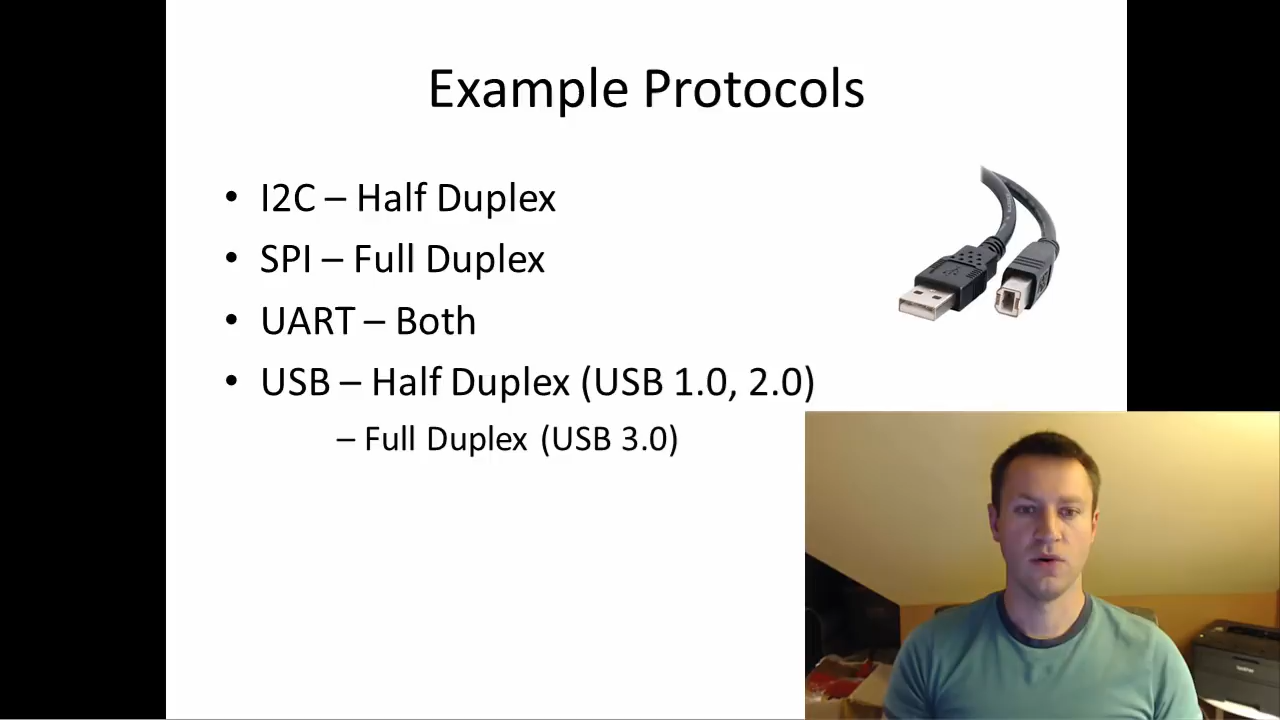 Example Protocols
• I2C – Half Duplex
• SPI – Full Duplex
• UART – Both
• USB – Half Duplex (USB 1.0, 2.0)
– Full Duplex (USB 3.0)
brother